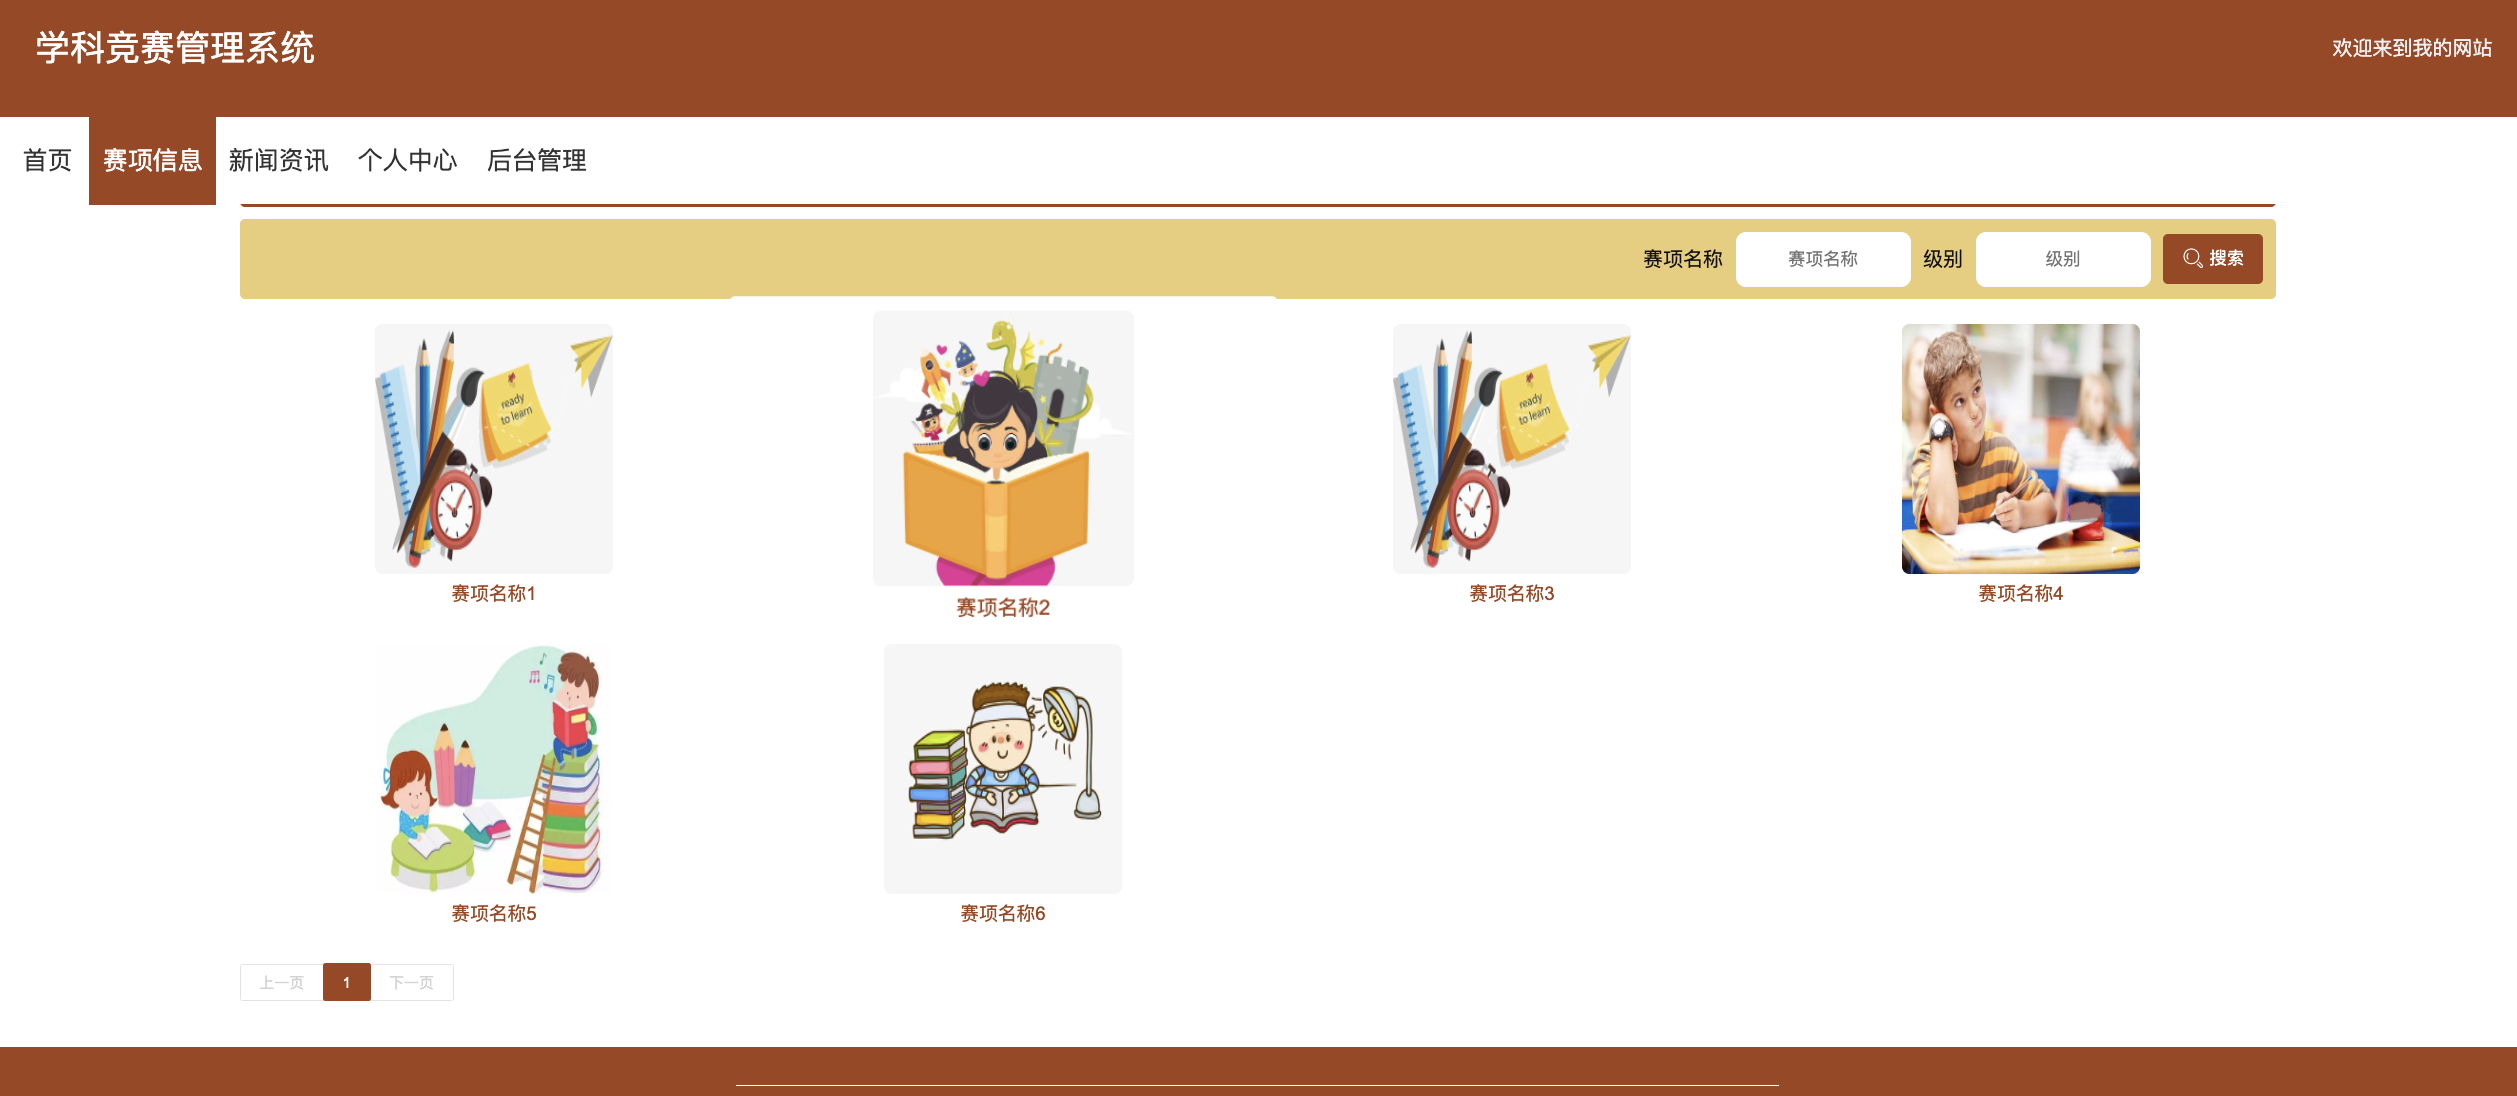 学科竞赛管理系统
欢迎来到我的网站
首页 赛项信息 新闻资讯 个人中心 后台管理
赛项名称 赛项名称 级别 级别 搜索
ready
to learn
ready
to learn
赛项名称1
赛项名称2
赛项名称3
赛项名称4
赛项名称5
赛项名称6
上一页 1 下一页